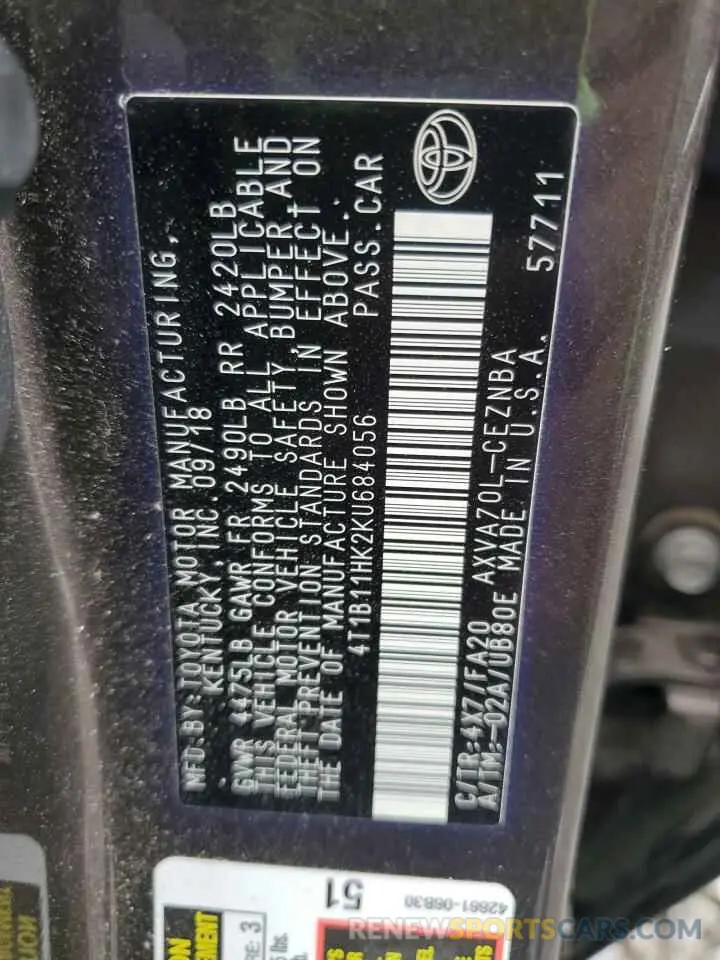 MFD.BY:TOYOTA MOTOR MANUFACTURING,
KENTUCKY,INC.09/18
GVWR 4475LB GAWR FR 2490LB RR 2420LB
THIS VEHICLE CONFORMS TO ALL APPLICABLE
FEDERAL MOTOR VEHICLE SAFETY, BUMPER,AND
THEFT PREVENTION STANDARDS IN EFFECT ON
THE DATE OF MANUFACTURE SHOWN ABOVE.
4T1B11HK2KU684056 PASS.CAR
C/TR:4X7/FA20
A/TM:-02A/UB80E AXVA70L-CEZNBA
MADE IN U.S.A. 57711
51
42661-06B30
RENEWSPORTSCARS.COM